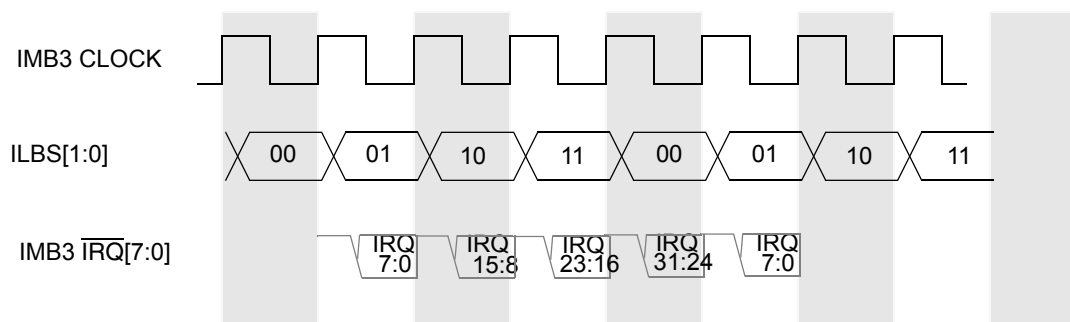 IMB3 CLOCK
ILBS[1:0]
00 01 10 11 00 01 10 11
IMB3 IRQ[7:0]
IRQ 7:0
IRQ 15:8
IRQ 23:16
IRQ 31:24
IRQ 7:0